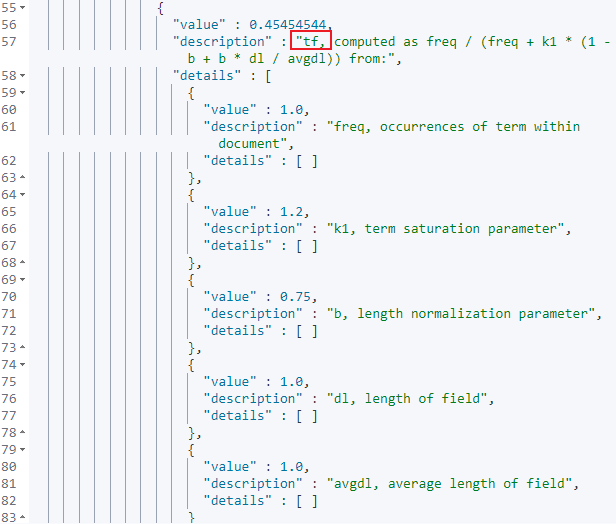 55 {
56 "value" : 0.45454544,
57 "description" : "tf, computed as freq / (freq + k1 * (1 -
b + b * dl / avgdl)) from:",
58 "details" : [
59 {
60 "value" : 1.0,
61 "description" : "freq, occurrences of term within
document",
62 "details" : [ ]
63 },
64 {
65 "value" : 1.2,
66 "description" : "k1, term saturation parameter",
67 "details" : [ ]
68 },
69 {
70 "value" : 0.75,
71 "description" : "b, length normalization parameter",
72 "details" : [ ]
73 },
74 {
75 "value" : 1.0,
76 "description" : "dl, length of field",
77 "details" : [ ]
78 },
79 {
80 "value" : 1.0,
81 "description" : "avgdl, average length of field",
82 "details" : [ ]
83 }